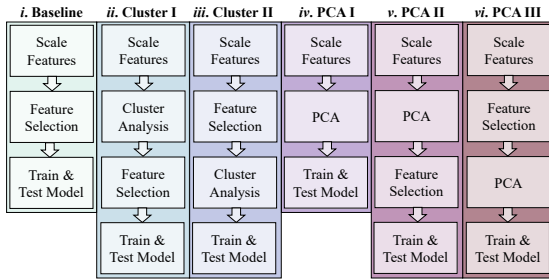 i. Baseline
Scale
Features
Feature
Selection
Train &
Test Model
ii. Cluster I
Scale
Features
Cluster
Analysis
Feature
Selection
Train &
Test Model
iii. Cluster II
Scale
Features
Feature
Selection
Cluster
Analysis
Train &
Test Model
iv. PCA I
Scale
Features
PCA
Train &
Test Model
v. PCA II
Scale
Features
PCA
Feature
Selection
Train &
Test Model
vi. PCA III
Scale
Features
Feature
Selection
PCA
Train &
Test Model